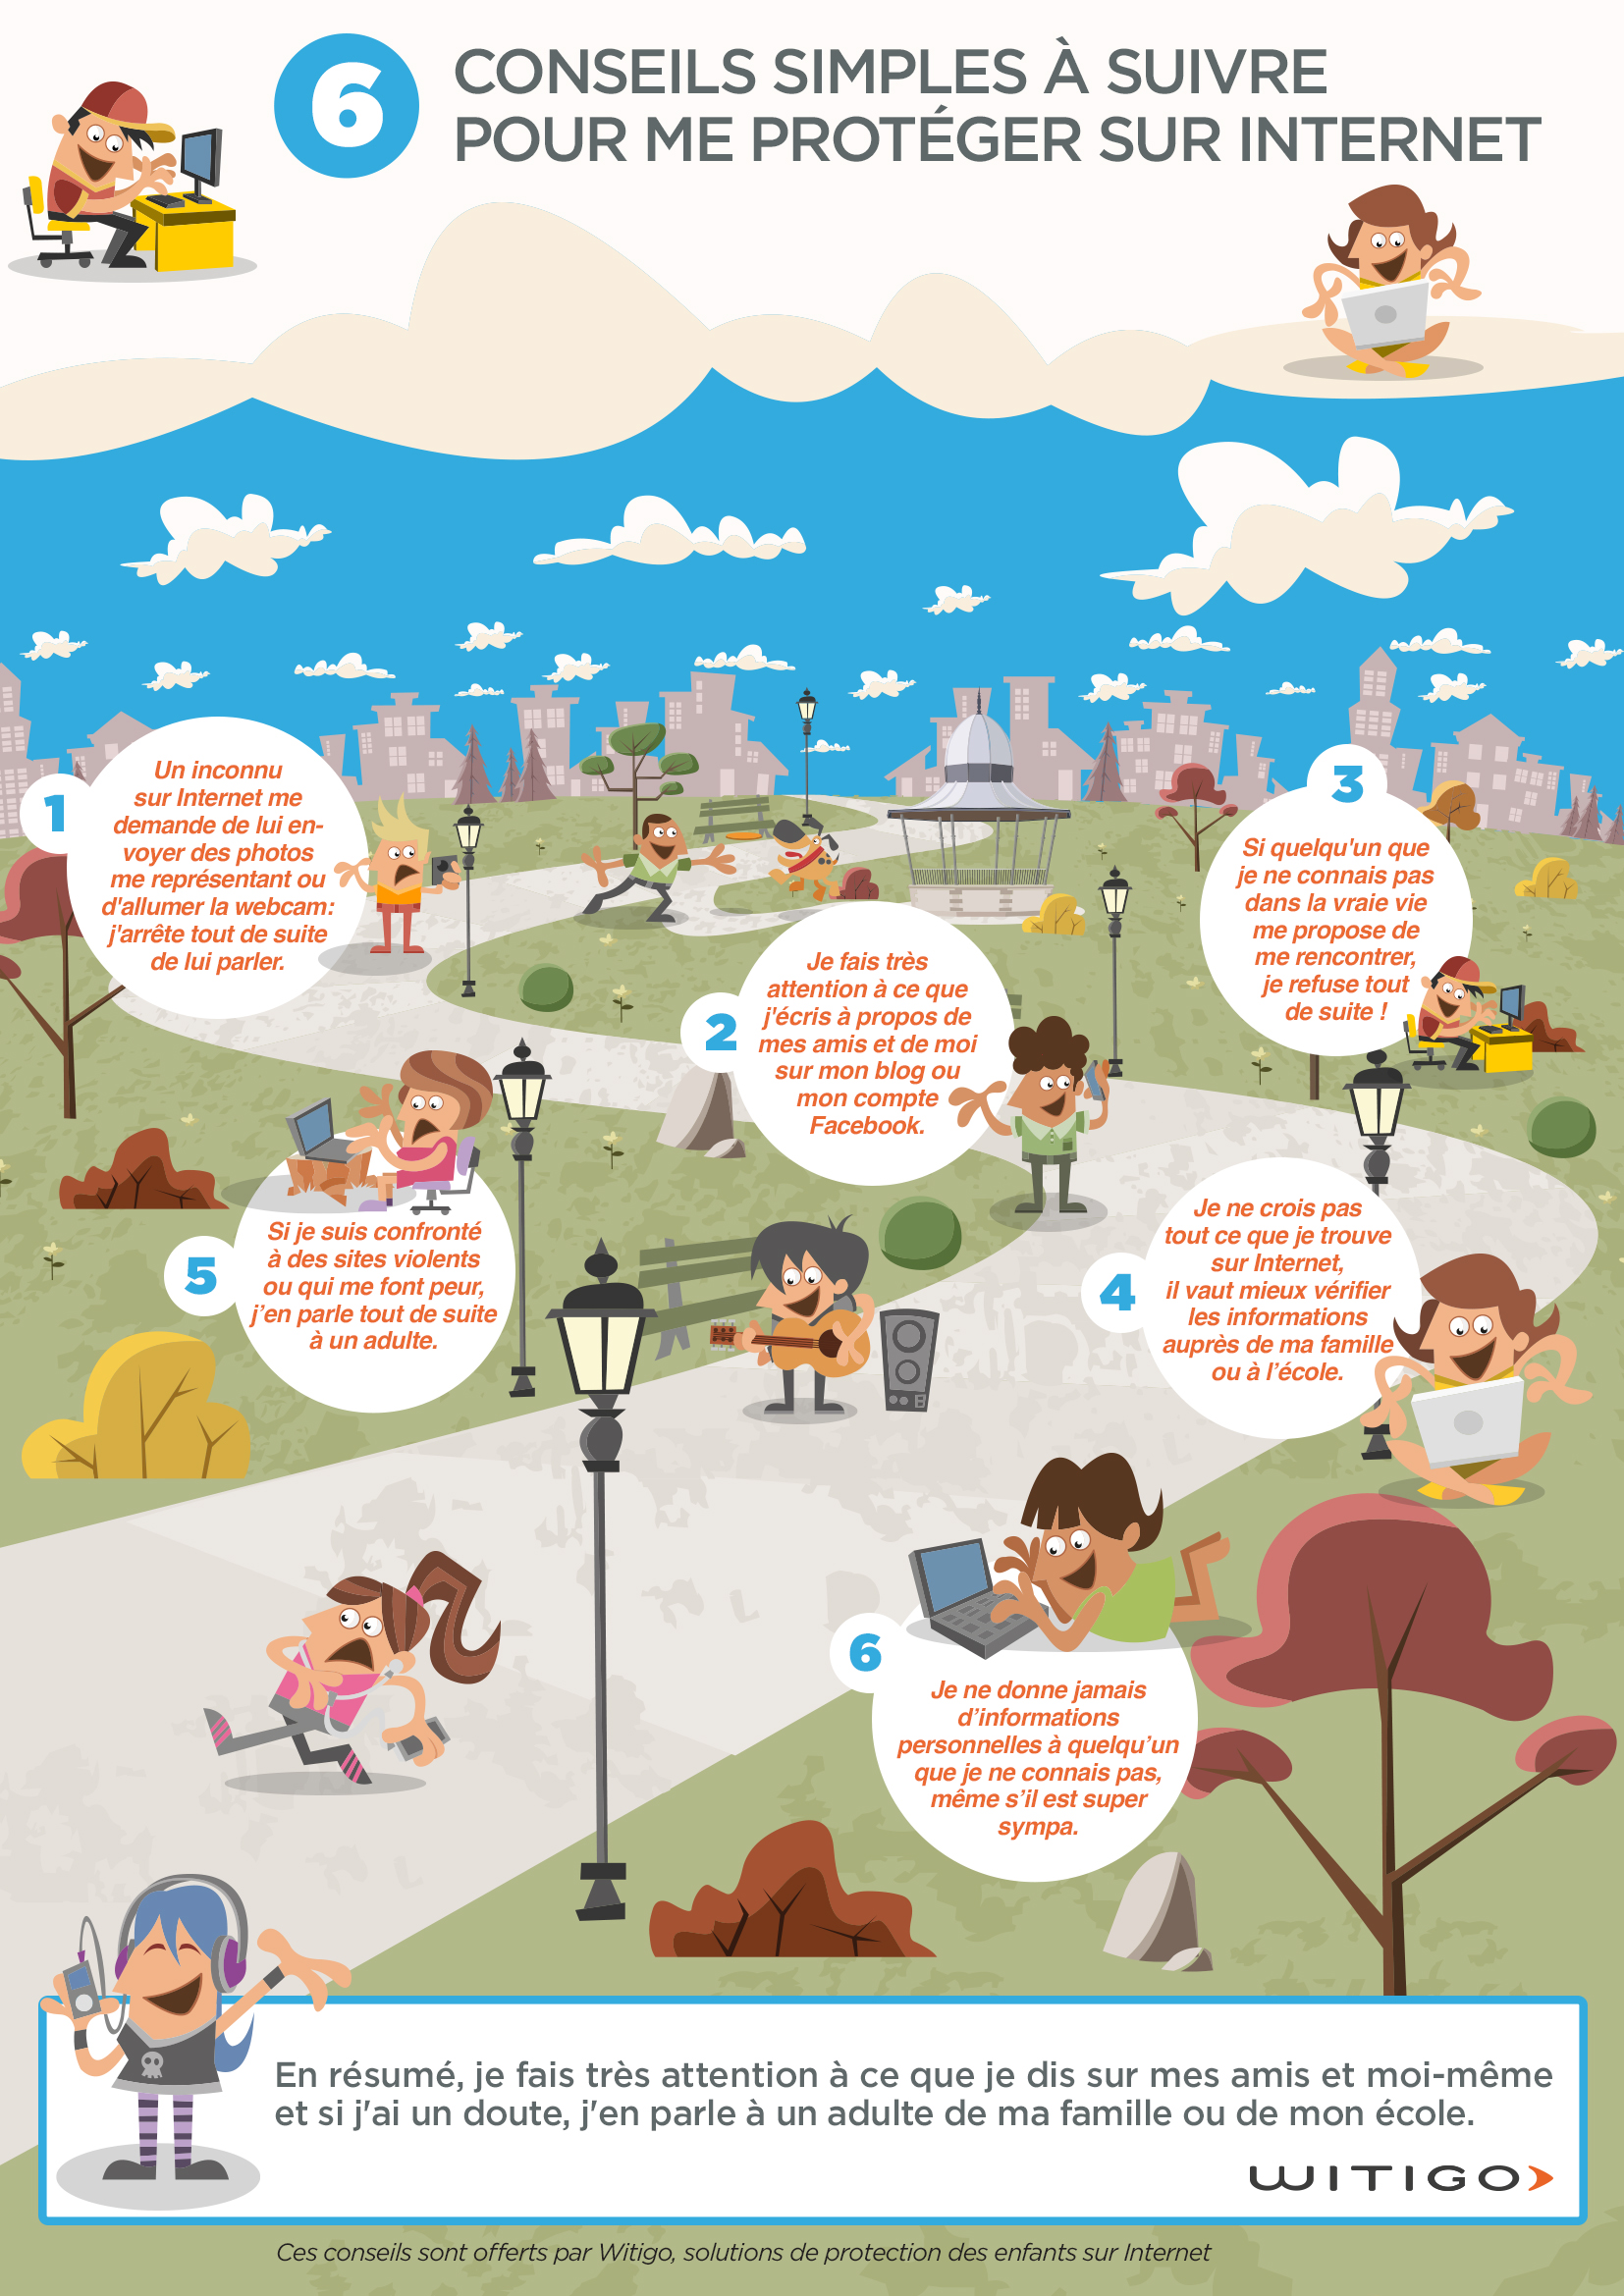 6
CONSEILS SIMPLES À SUIVRE
POUR ME PROTÉGER SUR INTERNET
1
Un inconnu
sur Internet me
demande de lui en-
voyer des photos
me représentant ou
d'allumer la webcam:
j'arrête tout de suite
de lui parler.
2
Je fais très
attention à ce que
j'écris à propos de
mes amis et de moi
sur mon blog ou
mon compte
Facebook.
3
Si quelqu'un que
je ne connais pas
dans la vraie vie
me propose de
me rencontrer,
je refuse tout
de suite !
4
Je ne crois pas
tout ce que je trouve
sur Internet,
il vaut mieux vérifier
les informations
auprès de ma famille
ou à l’école.
5
Si je suis confronté
à des sites violents
ou qui me font peur,
j’en parle tout de suite
à un adulte.
6
Je ne donne jamais
d’informations
personnelles à quelqu’un
que je ne connais pas,
même s’il est super
sympa.
En résumé, je fais très attention à ce que je dis sur mes amis et moi-même
et si j'ai un doute, j'en parle à un adulte de ma famille ou de mon école.
WITIGO
Ces conseils sont offerts par Witigo, solutions de protection des enfants sur Internet